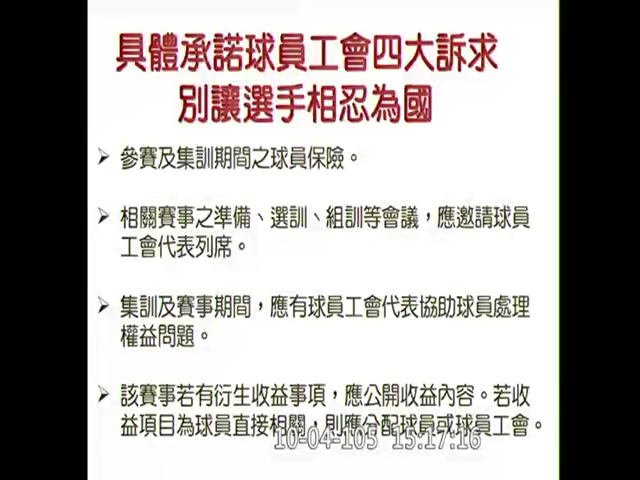 具體承諾球員工會四大訴求
別讓選手相忍為國
➢ 參賽及集訓期間之球員保險。
➢ 相關賽事之準備、選訓、組訓等會議，應邀請球員
工會代表列席。
➢ 集訓及賽事期間，應有球員工會代表協助球員處理
權益問題。
➢ 該賽事若有衍生收益事項，應公開收益內容。若收
益項目為球員直接相關，則應分配球員或球員工會。
10-04-105 15:17:16